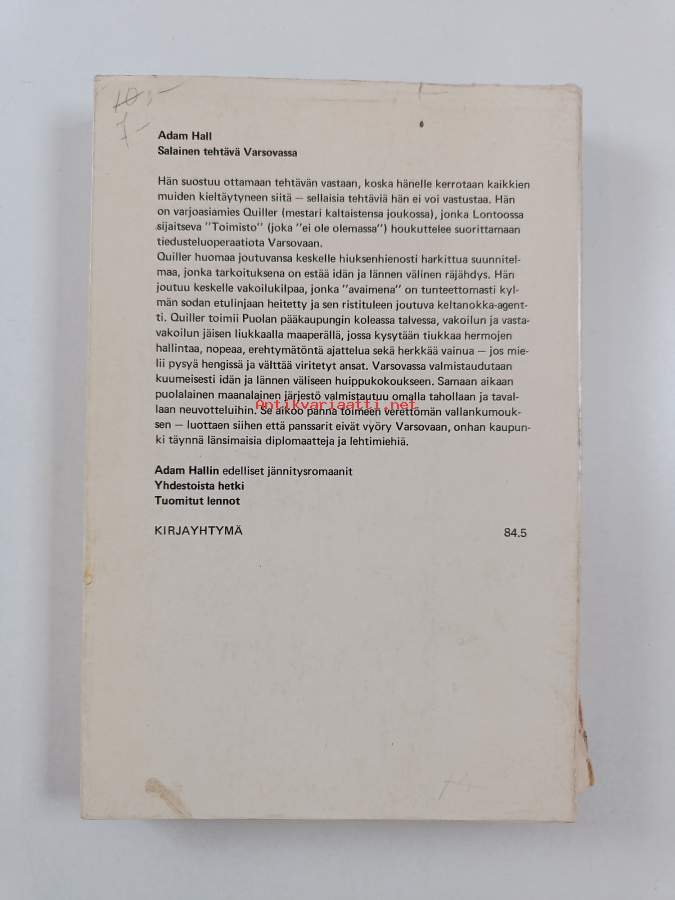 10,-
7-
Adam Hall
Salainen tehtävä Varsovassa
Hän suostuu ottamaan tehtävän vastaan, koska hänelle kerrotaan kaikkien
muiden kieltäytyneen siitä — sellaisia tehtäviä hän ei voi vastustaa. Hän
on varjoasiamies Quiller (mestari kaltaistensa joukossa), jonka Lontoossa
sijaitseva "Toimisto" (joka "ei ole olemassa") houkuttelee suorittamaan
tiedusteluoperaatiota Varsovaan.
Quiller huomaa joutuvansa keskelle hiuksenhienosti harkittua suunnitel-
maa, jonka tarkoituksena on estää idän ja lännen välinen räjähdys. Hän
joutuu keskelle vakoilukilpaa, jonka "avaimena" on tunteettomasti kyl-
män sodan etulinjaan heitetty ja sen ristituleen joutuva keltanokka-agent-
ti. Quiller toimii Puolan pääkaupungin koleassa talvessa, vakoilun ja vasta-
vakoilun jäisen liukkaalla maaperällä, jossa kysytään tiukkaa hermojen
hallintaa, nopeaa, erehtymätöntä ajattelua sekä herkkää vainua — jos mie-
lii pysyä hengissä ja välttää viritetyt ansat. Varsovassa valmistaudutaan
kuumeisesti idän ja lännen väliseen huippukokoukseen. Samaan aikaan
puolalainen maanalainen järjestö valmistautuu omalla tahollaan ja taval-
laan neuvotteluihin. Se aikoo panna toimeen verettömän vallankumouk-
sen — luottaen siihen että panssarit eivät vyöry Varsovaan, onhan kaupun-
ki täynnä länsimaisia diplomaatteja ja lehtimiehiä.
Adam Hallin edelliset jännitysromaanit
Yhdestoista hetki
Tuomitut lennot
KIRJAYHTYMÄ 84.5
Antikvariaatti.net